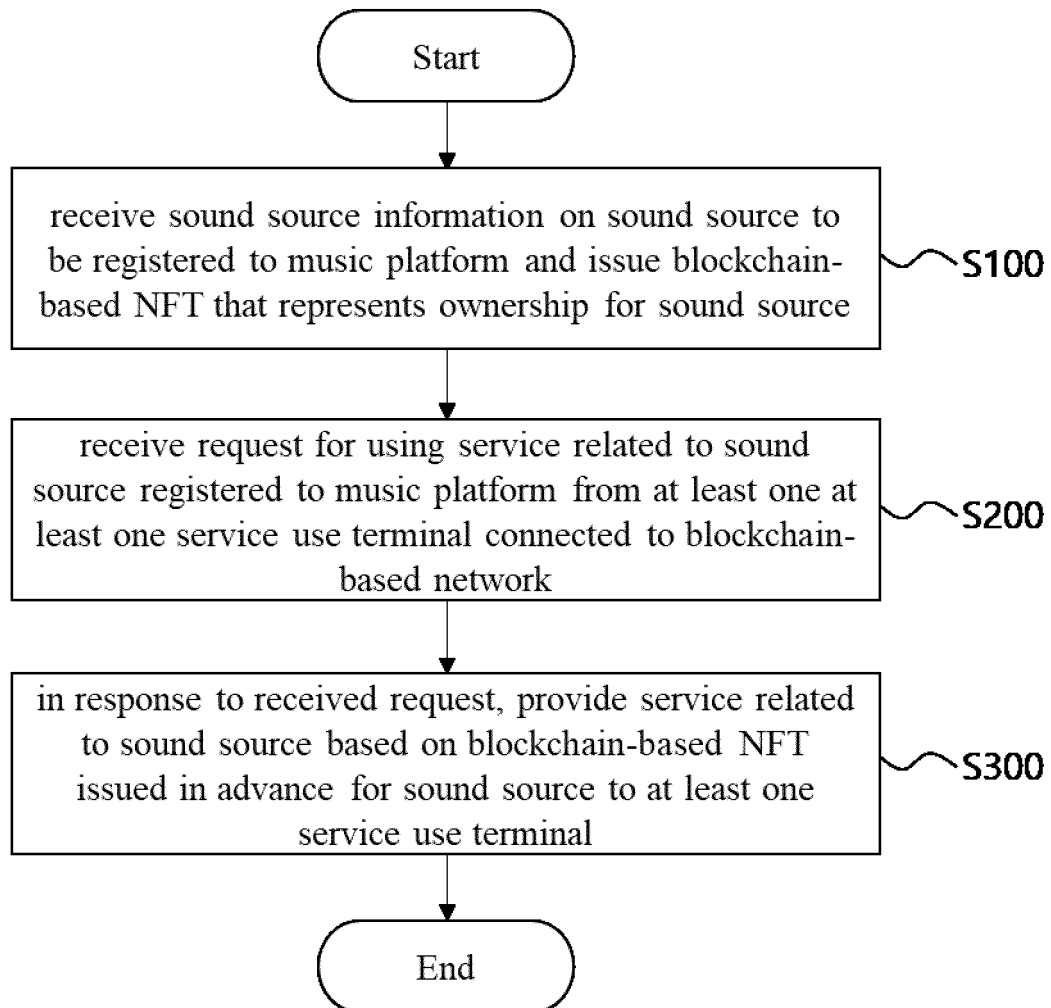 Start
receive sound source information on sound source to
be registered to music platform and issue blockchain-
based NFT that represents ownership for sound source
S100
receive request for using service related to sound
source registered to music platform from at least one at
least one service use terminal connected to blockchain-
based network
S200
in response to received request, provide service related
to sound source based on blockchain-based NFT
issued in advance for sound source to at least one
service use terminal
S300
End